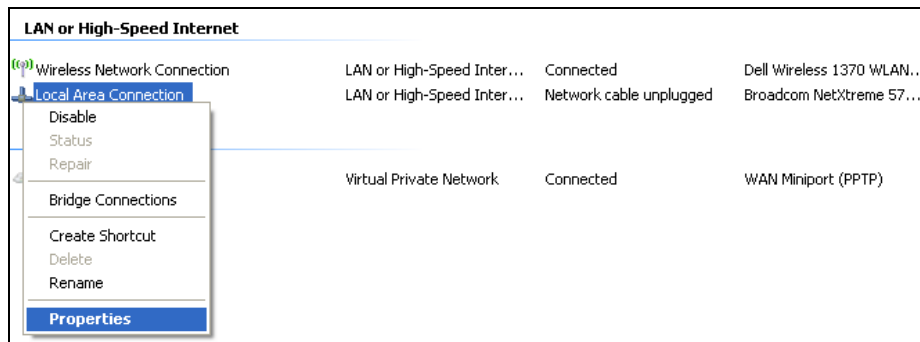 LAN or High-Speed Internet
Wireless Network Connection LAN or High-Speed Inter... Connected Dell Wireless 1370 WLAN...
Local Area Connection LAN or High-Speed Inter... Network cable unplugged Broadcom NetXtreme 57...
Disable
Status
Repair
Virtual Private Network Connected WAN Miniport (PPTP)
Bridge Connections
Create Shortcut
Delete
Rename
Properties